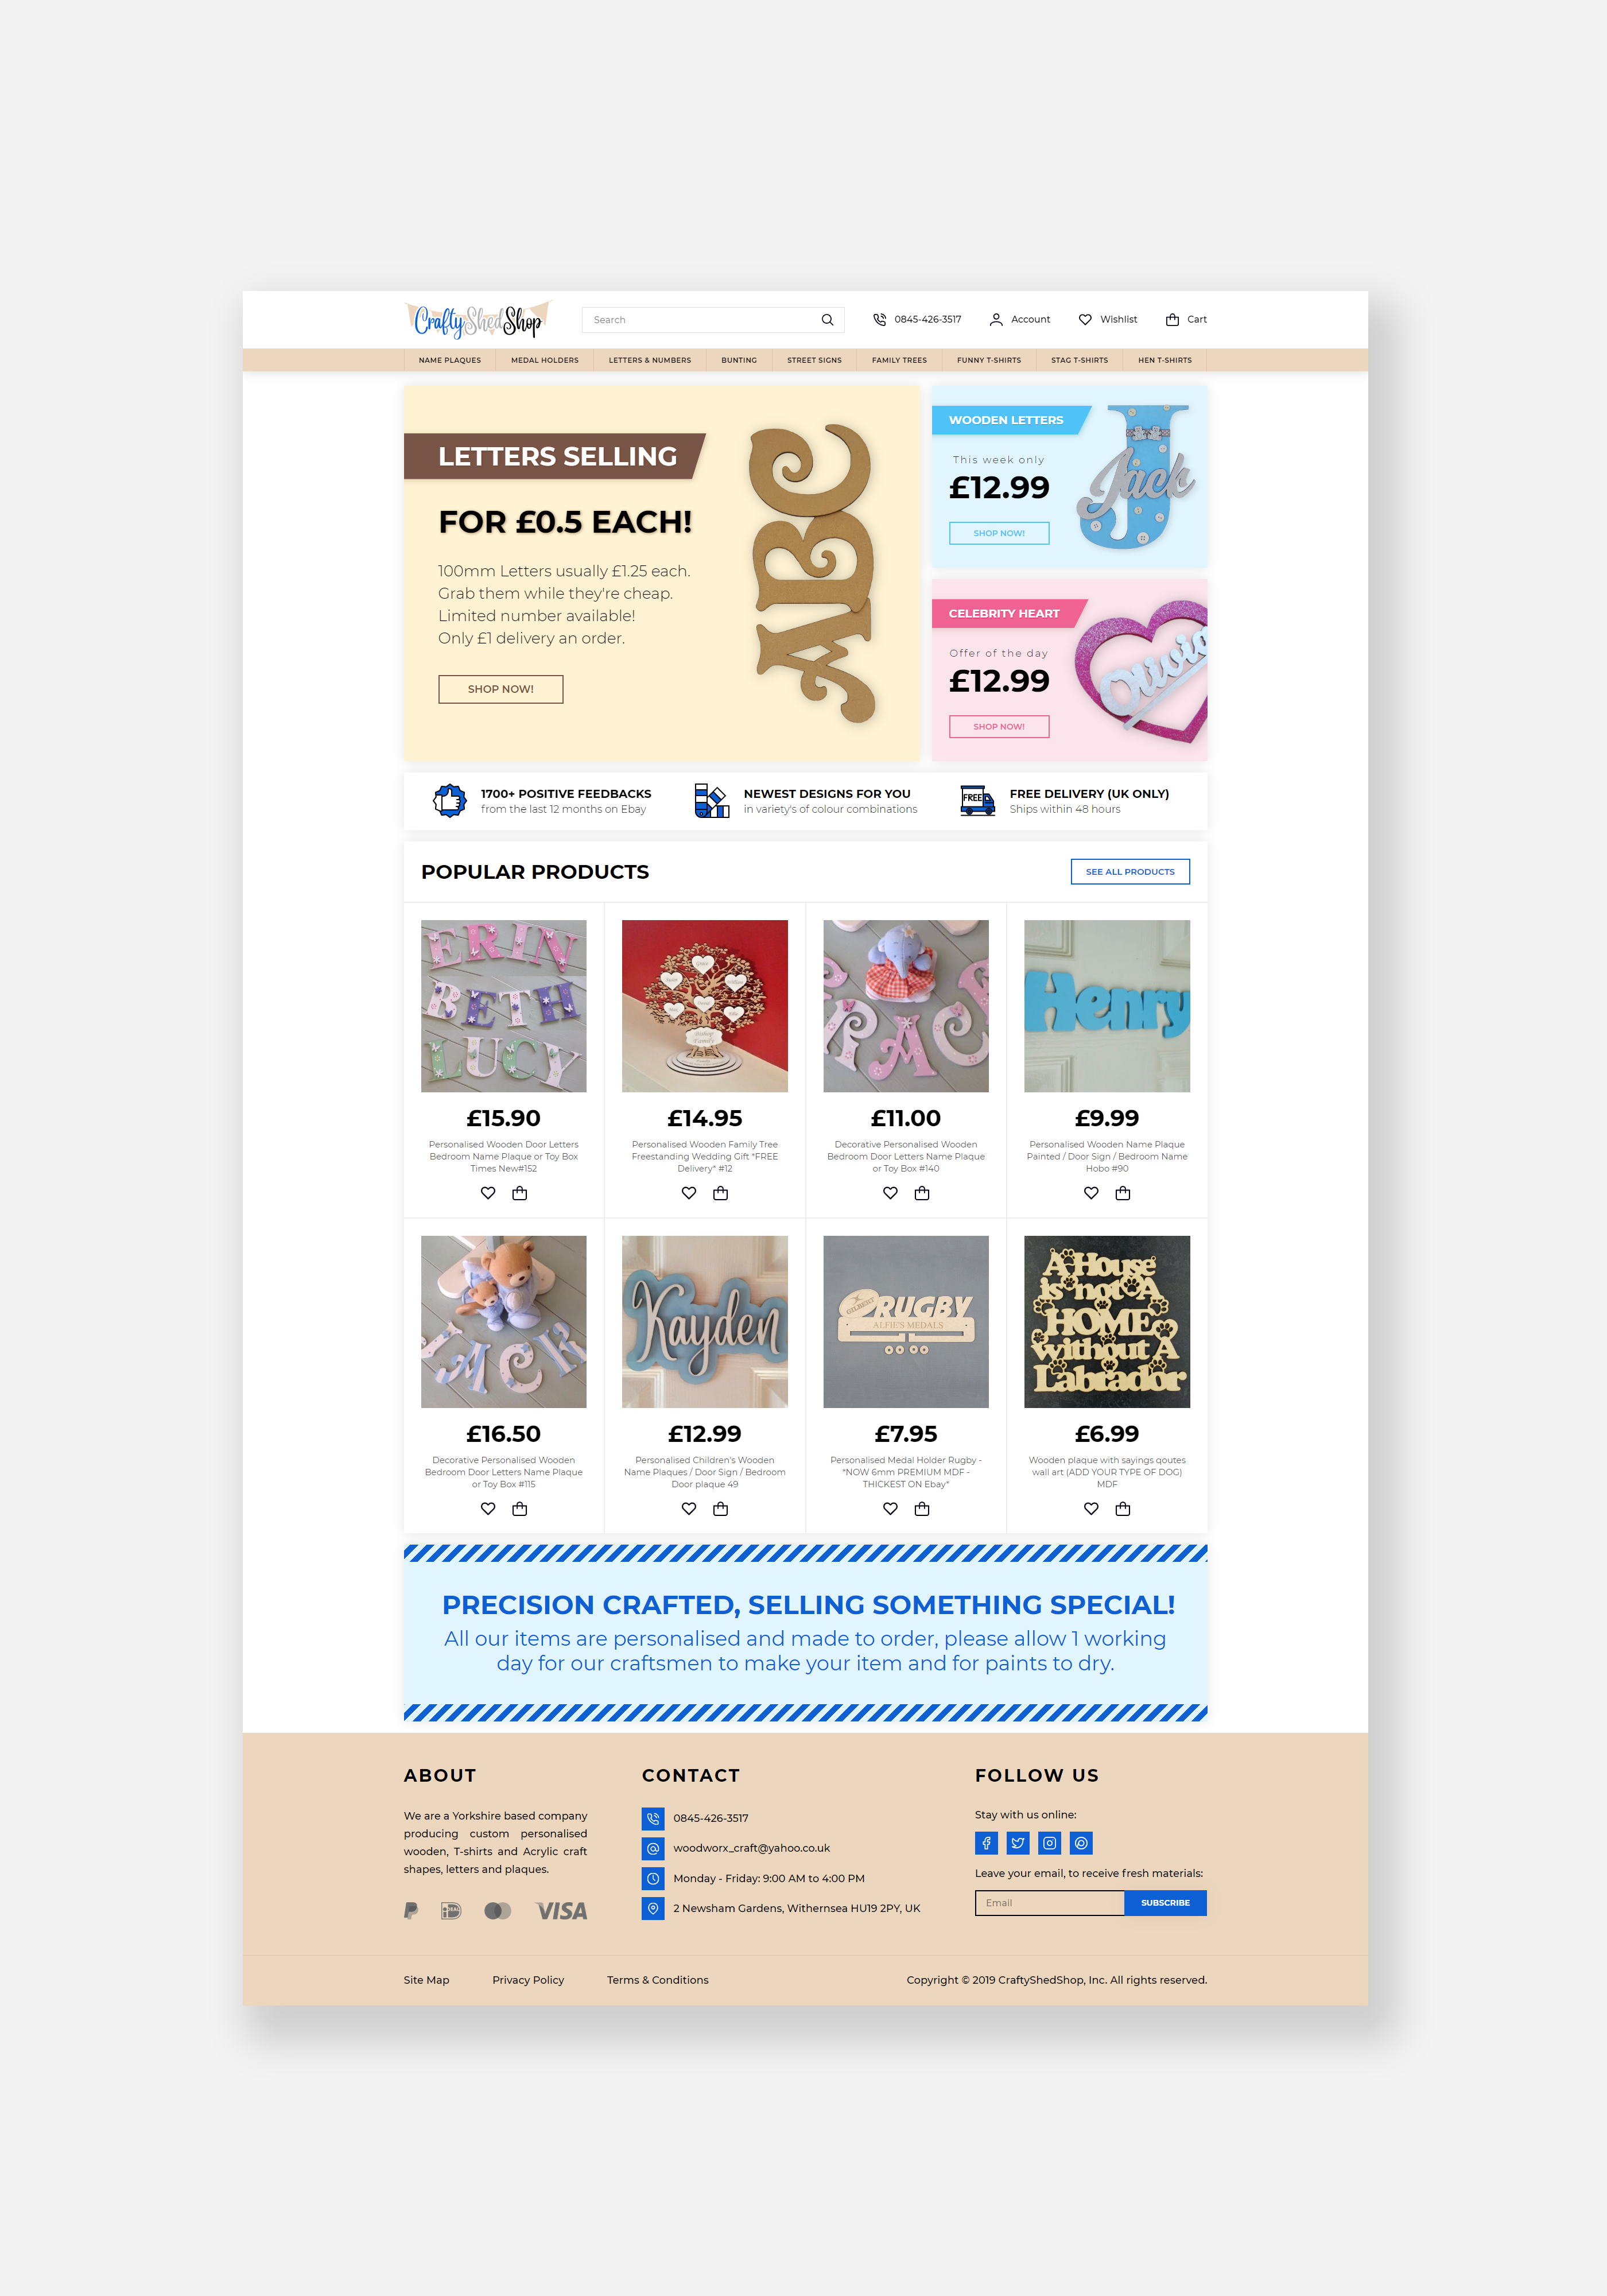 CraftyShedShop
Search
0845-426-3517
Account
Wishlist
Cart
NAME PLAQUES
MEDAL HOLDERS
LETTERS & NUMBERS
BUNTING
STREET SIGNS
FAMILY TREES
FUNNY T-SHIRTS
STAG T-SHIRTS
HEN T-SHIRTS
LETTERS SELLING
FOR £0.5 EACH!
100mm Letters usually £1.25 each.
Grab them while they're cheap.
Limited number available!
Only £1 delivery an order.
SHOP NOW!
ABC
WOODEN LETTERS
This week only
£12.99
SHOP NOW!
J
Jack
CELEBRITY HEART
Offer of the day
£12.99
SHOP NOW!
Olivia
1700+ POSITIVE FEEDBACKS
from the last 12 months on Ebay
NEWEST DESIGNS FOR YOU
in variety's of colour combinations
FREE
FREE DELIVERY (UK ONLY)
Ships within 48 hours
POPULAR PRODUCTS
SEE ALL PRODUCTS
ERIN
BETH
LUCY
£15.90
Personalised Wooden Door Letters
Bedroom Name Plaque or Toy Box
Times New#152
£14.95
Personalised Wooden Family Tree
Freestanding Wedding Gift *FREE
Delivery* #12
GRACE
£11.00
Decorative Personalised Wooden
Bedroom Door Letters Name Plaque
or Toy Box #140
Henry
£9.99
Personalised Wooden Name Plaque
Painted / Door Sign / Bedroom Name
Hobo #90
JACK
£16.50
Decorative Personalised Wooden
Bedroom Door Letters Name Plaque
or Toy Box #115
Kayden
£12.99
Personalised Children's Wooden
Name Plaques / Door Sign / Bedroom
Door plaque 49
GILBERT
RUGBY
ALFIE'S MEDALS
£7.95
Personalised Medal Holder Rugby -
*NOW 6mm PREMIUM MDF -
THICKEST ON Ebay*
A House
is not A
HOME
without A
Labrador
£6.99
Wooden plaque with sayings qoutes
wall art (ADD YOUR TYPE OF DOG)
MDF
PRECISION CRAFTED, SELLING SOMETHING SPECIAL!
All our items are personalised and made to order, please allow 1 working
day for our craftsmen to make your item and for paints to dry.
ABOUT
We are a Yorkshire based company
producing custom personalised
wooden, T-shirts and Acrylic craft
shapes, letters and plaques.
iDEAL
VISA
CONTACT
0845-426-3517
woodworx_craft@yahoo.co.uk
Monday - Friday: 9:00 AM to 4:00 PM
2 Newsham Gardens, Withernsea HU19 2PY, UK
FOLLOW US
Stay with us online:
Leave your email, to receive fresh materials:
Email
SUBSCRIBE
Site Map
Privacy Policy
Terms & Conditions
Copyright © 2019 CraftyShedShop, Inc. All rights reserved.